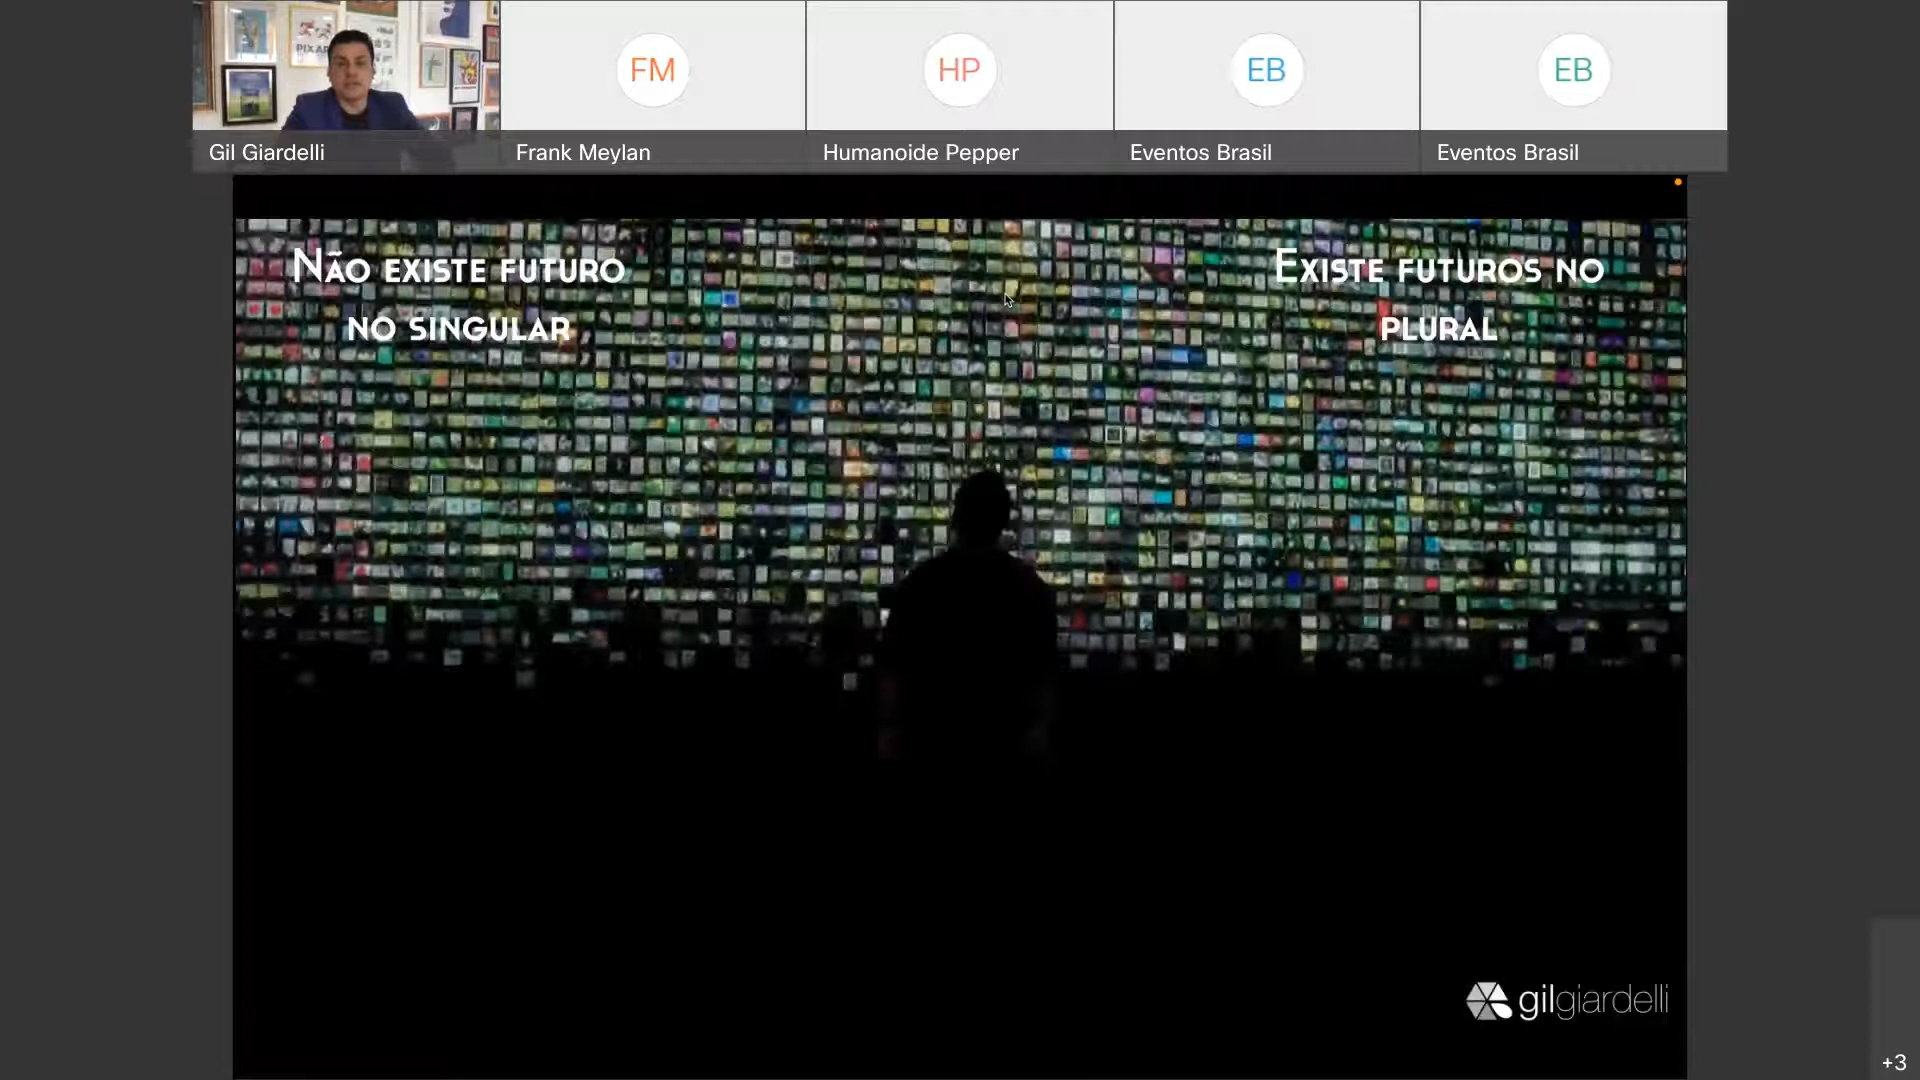 PIXAR
FM
HP
EB
EB
Gil Giardelli
Frank Meylan
Humanoide Pepper
Eventos Brasil
Eventos Brasil
NÃO EXISTE FUTURO
NO SINGULAR
EXISTE FUTUROS NO
PLURAL
gilgiardelli
+3